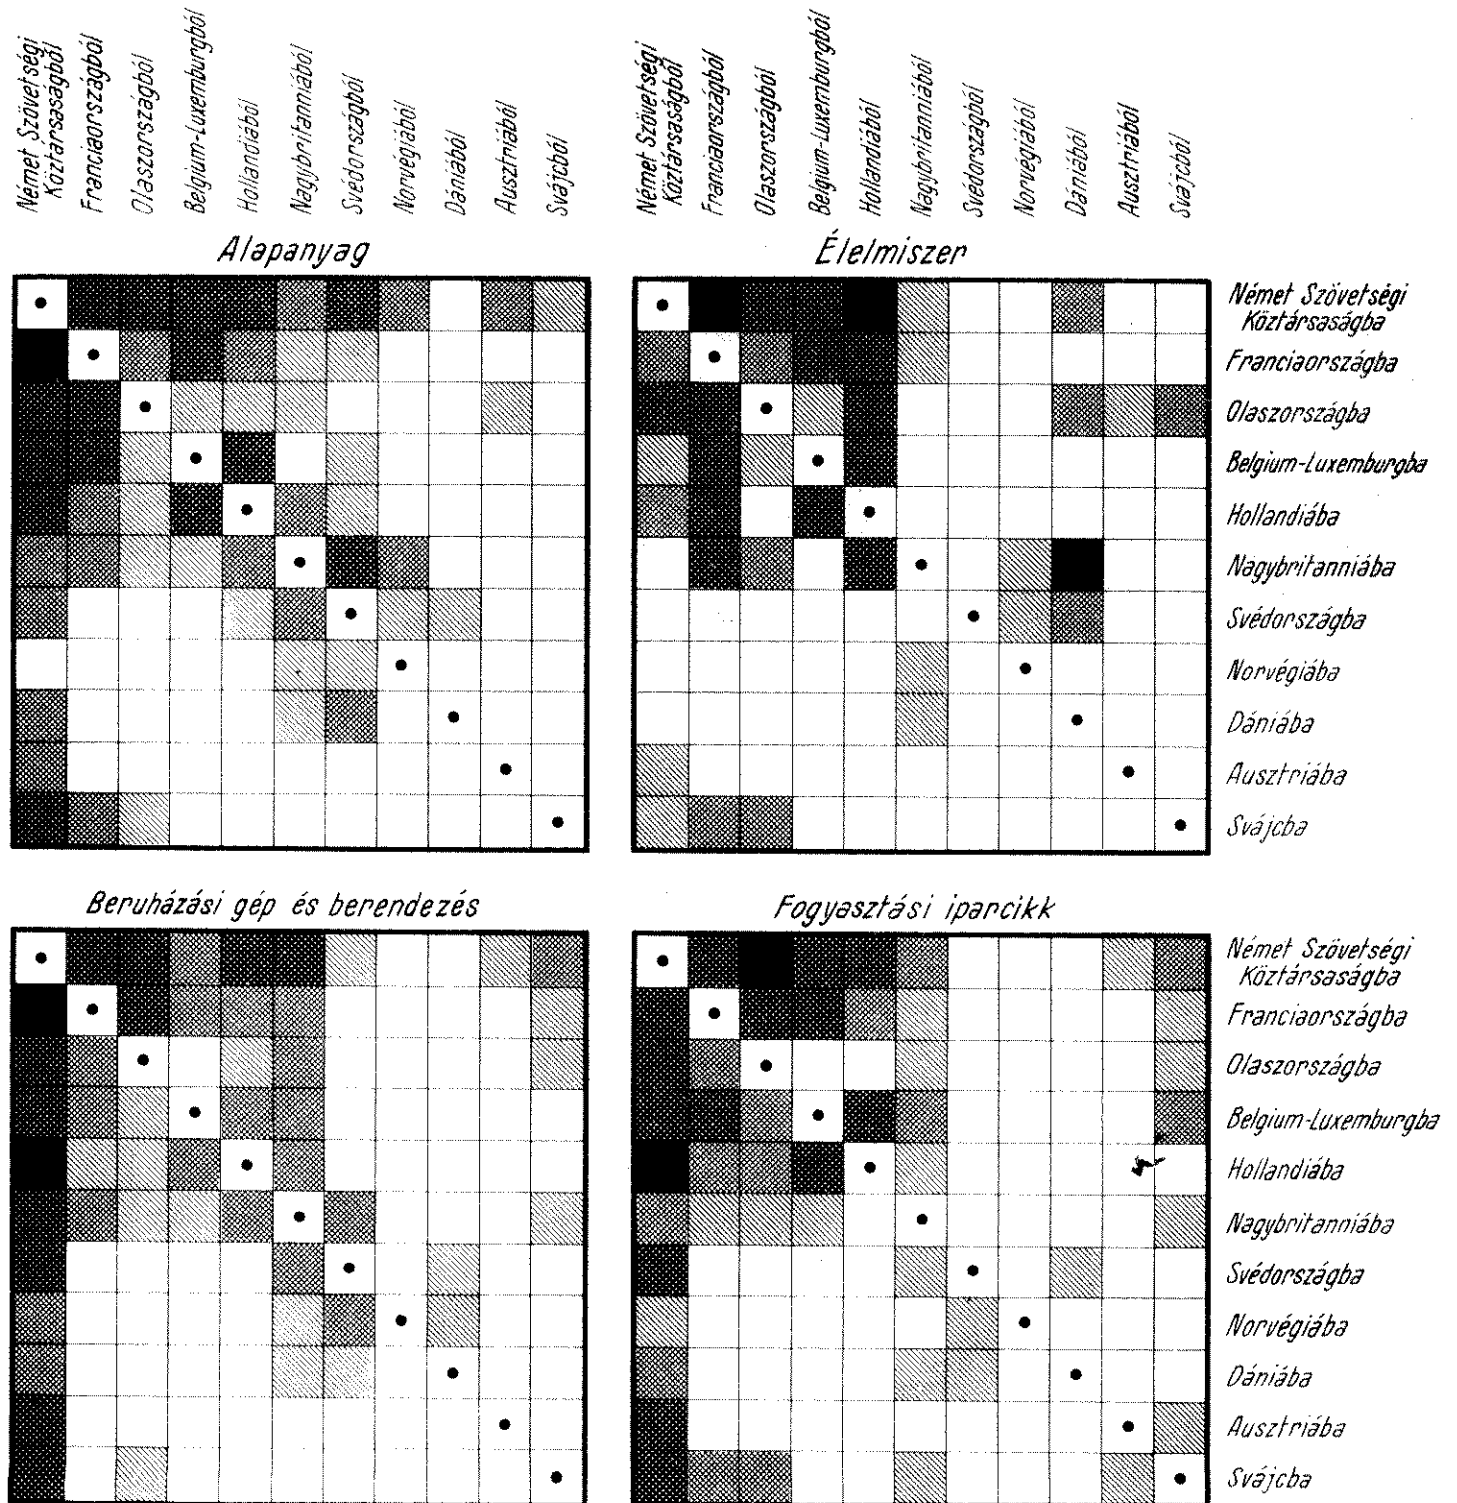 Német Szövetségi
Köztársaságból
Franciaországból
Olaszországból
Belgium-Luxemburgból
Hollandiából
Nagybritanniából
Svédországból
Norvégiából
Dániából
Ausztriából
Svájcból
Német Szövetségi
Köztársaságból
Franciaországból
Olaszországból
Belgium-Luxemburgból
Hollandiából
Nagybritanniából
Svédországból
Norvégiából
Dániából
Ausztriából
Svájcból
Alapanyag
Élelmiszer
Német Szövetségi
Köztársaságba
Franciaországba
Olaszországba
Belgium-Luxemburgba
Hollandiába
Nagybritanniába
Svédországba
Norvégiába
Dániába
Ausztriába
Svájcba
Beruházási gép és berendezés
Fogyasztási iparcikk
Német Szövetségi
Köztársaságba
Franciaországba
Olaszországba
Belgium-Luxemburgba
Hollandiába
Nagybritanniába
Svédországba
Norvégiába
Dániába
Ausztriába
Svájcba